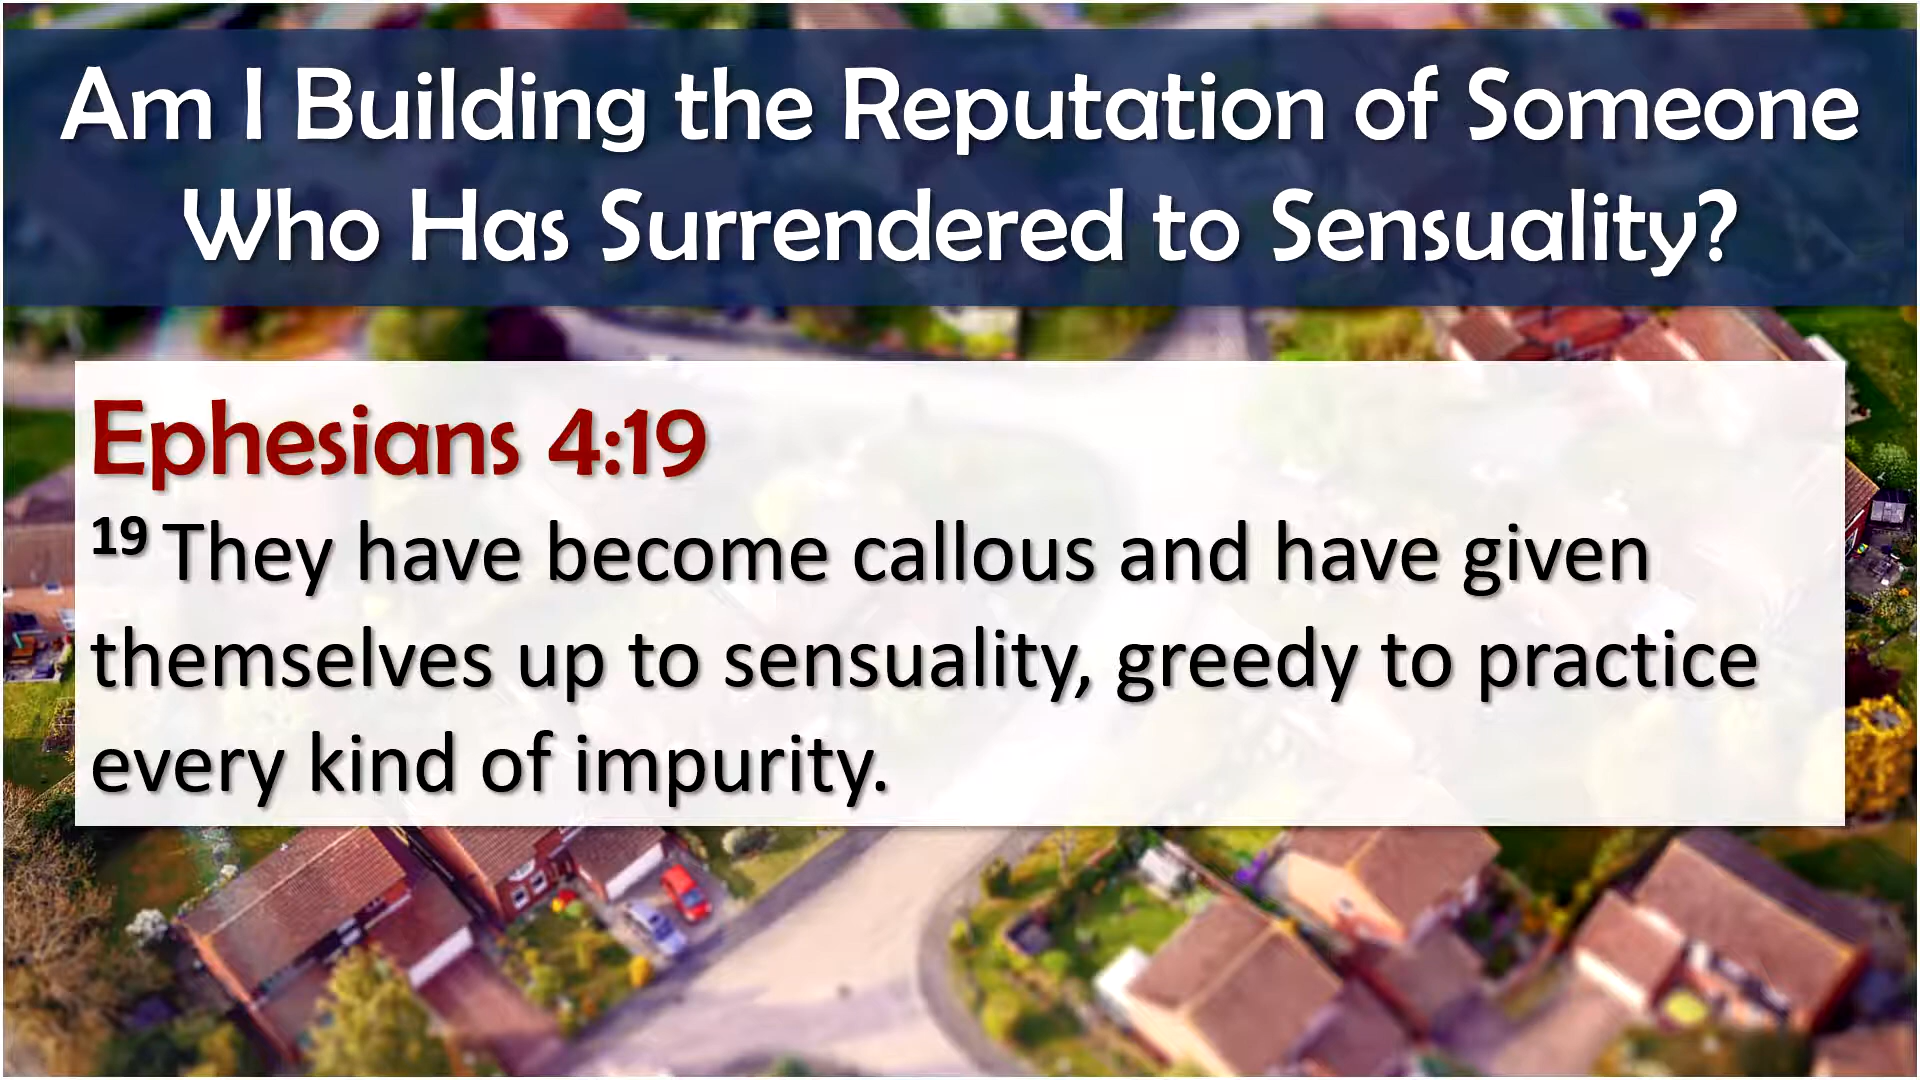 Am I Building the Reputation of Someone
Who Has Surrendered to Sensuality?
Ephesians 4:19
19 They have become callous and have given
themselves up to sensuality, greedy to practice
every kind of impurity.